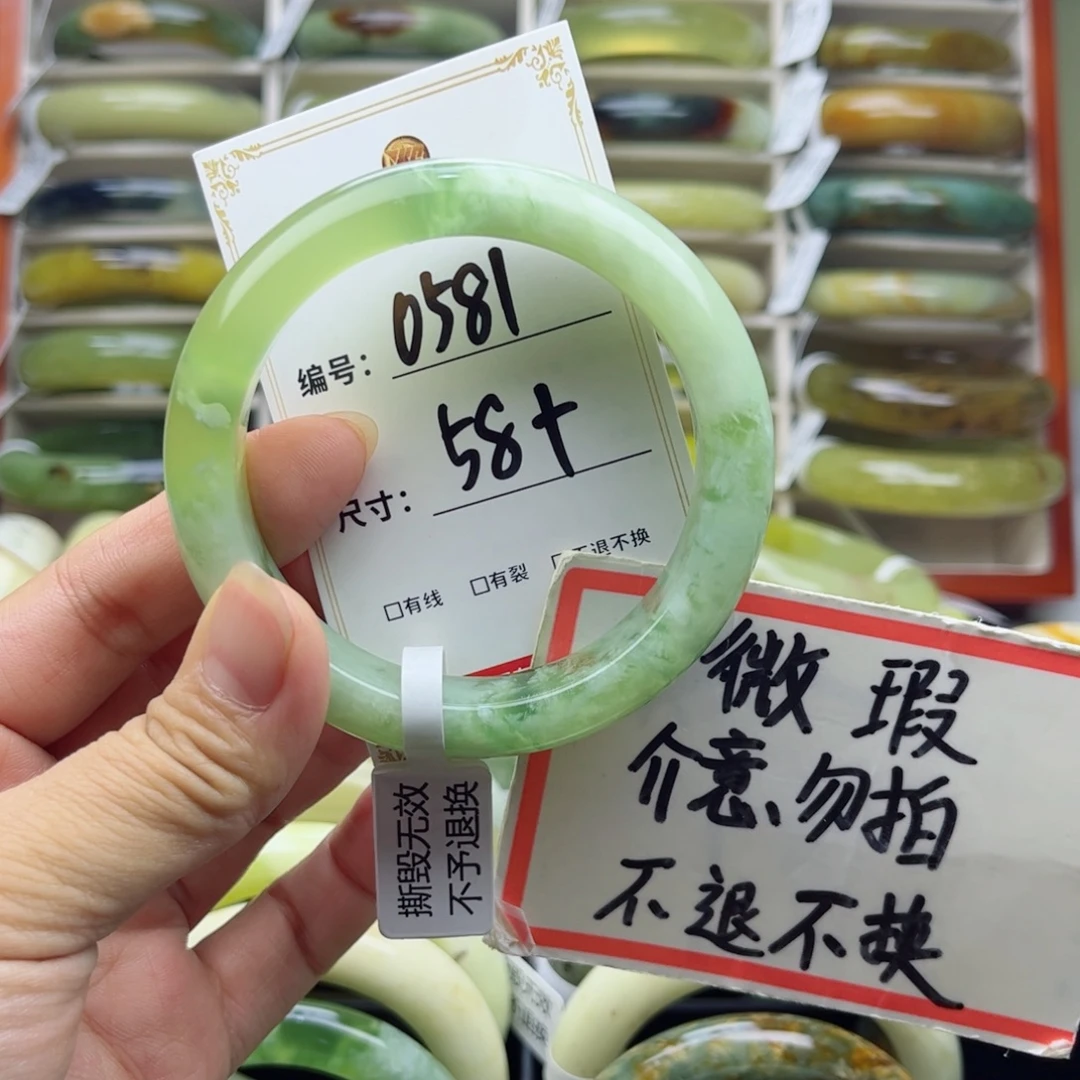 编号： 0581
尺寸： 58+
□有线 □有裂 □不退不换
微 瑕
介意、勿拍
不退不换
撕毁无效
不予退换